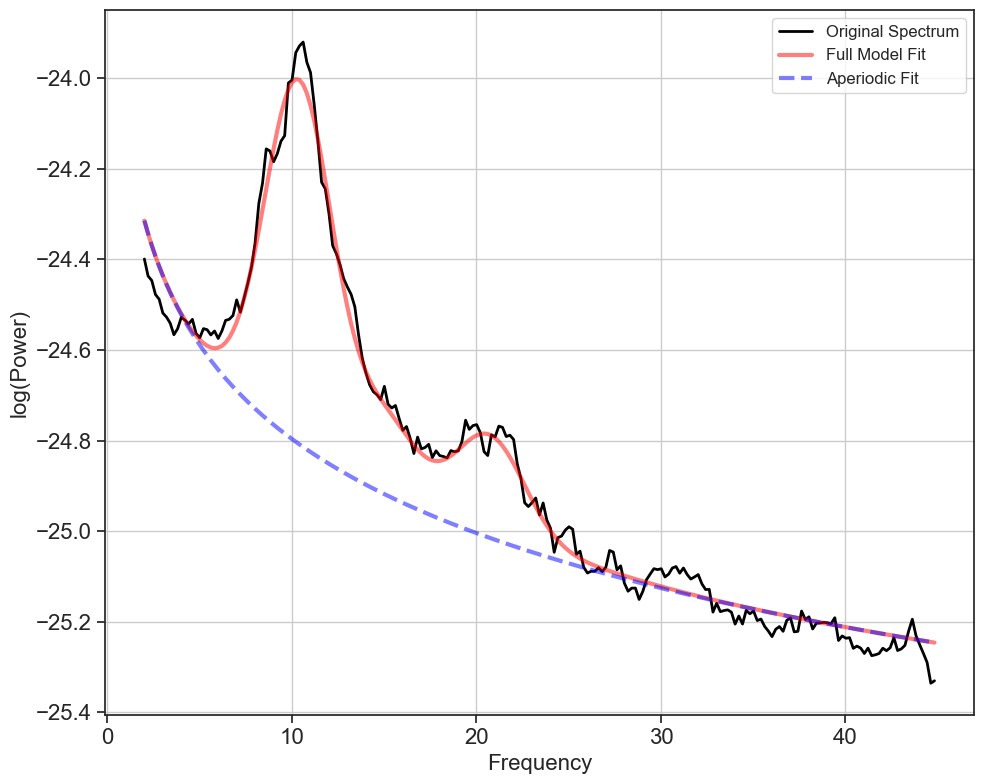 Original Spectrum
Full Model Fit
Aperiodic Fit
−24.0
−24.2
−24.4
−24.6
−24.8
−25.0
−25.2
−25.4
log(Power)
0 10 20 30 40
Frequency